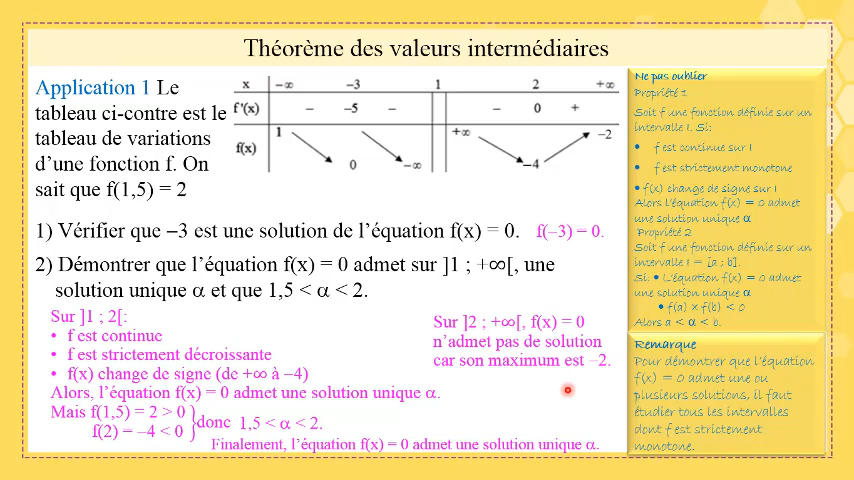 Théorème des valeurs intermédiaires
Application 1 Le
tableau ci-contre est le
tableau de variations
d’une fonction f. On
sait que f(1,5) = 2
x −∞ −3 1 2 +∞
f'(x) − −5 − − 0 +
f(x) 1 0 −∞ +∞ −4 −2
1) Vérifier que −3 est une solution de l’équation f(x) = 0. f(−3) = 0.
2) Démontrer que l’équation f(x) = 0 admet sur ]1 ; +∞[, une
solution unique α et que 1,5 < α < 2.
Sur ]1 ; 2[:
• f est continue
• f est strictement décroissante
• f(x) change de signe (de +∞ à −4)
Alors, l’équation f(x) = 0 admet une solution unique α.
Mais f(1,5) = 2 > 0
f(2) = −4 < 0
donc 1,5 < α < 2.
Sur ]2 ; +∞[, f(x) = 0
n’admet pas de solution
car son maximum est −2.
Finalement, l’équation f(x) = 0 admet une solution unique α.
Ne pas oublier
Propriété 1
Soit f une fonction définie sur un
intervalle I. Si:
• f est continue sur I
• f est strictement monotone
• f(x) change de signe sur I
Alors l’équation f(x) = 0 admet
une solution unique α
Propriété 2
Soit f une fonction définie sur un
intervalle I = [a ; b].
Si: • L’équation f(x) = 0 admet
une solution unique α
• f(a) × f(b) < 0
Alors a < α < b.
Remarque
Pour démontrer que l’équation
f(x) = 0 admet une ou
plusieurs solutions, il faut
étudier tous les intervalles
dont f est strictement
monotone.